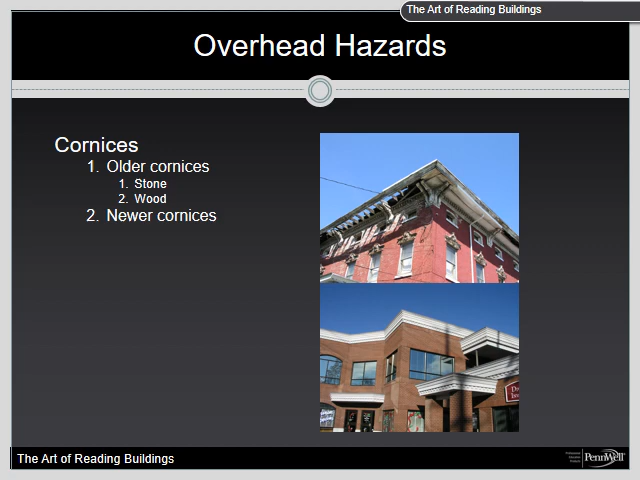 The Art of Reading Buildings
Overhead Hazards
Cornices
1. Older cornices
1. Stone
2. Wood
2. Newer cornices
The Art of Reading Buildings
PennWell